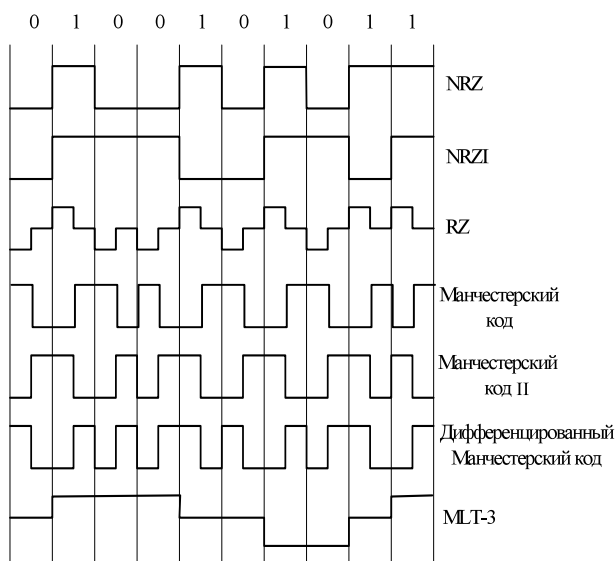 0 1 0 0 1 0 1 0 1 1
NRZ
NRZI
RZ
Манчестерский
код
Манчестерский
код II
Дифференцированный
Манчестерский код
MLT-3